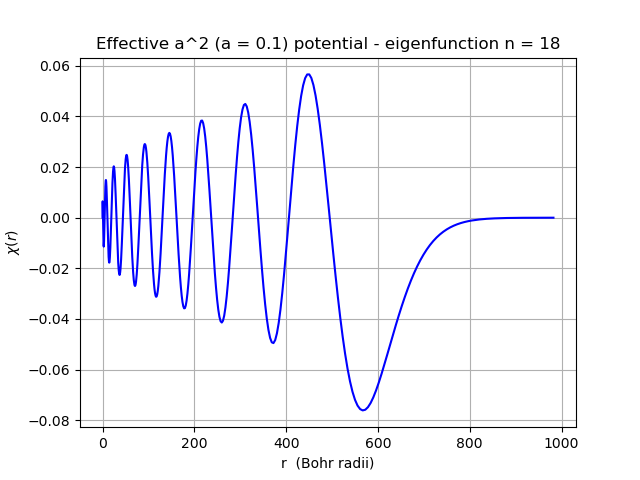 Effective a^2 (a = 0.1) potential - eigenfunction n = 18
0.06
0.04
0.02
0.00
−0.02
−0.04
−0.06
−0.08
χ(r)
0 200 400 600 800 1000
r (Bohr radii)